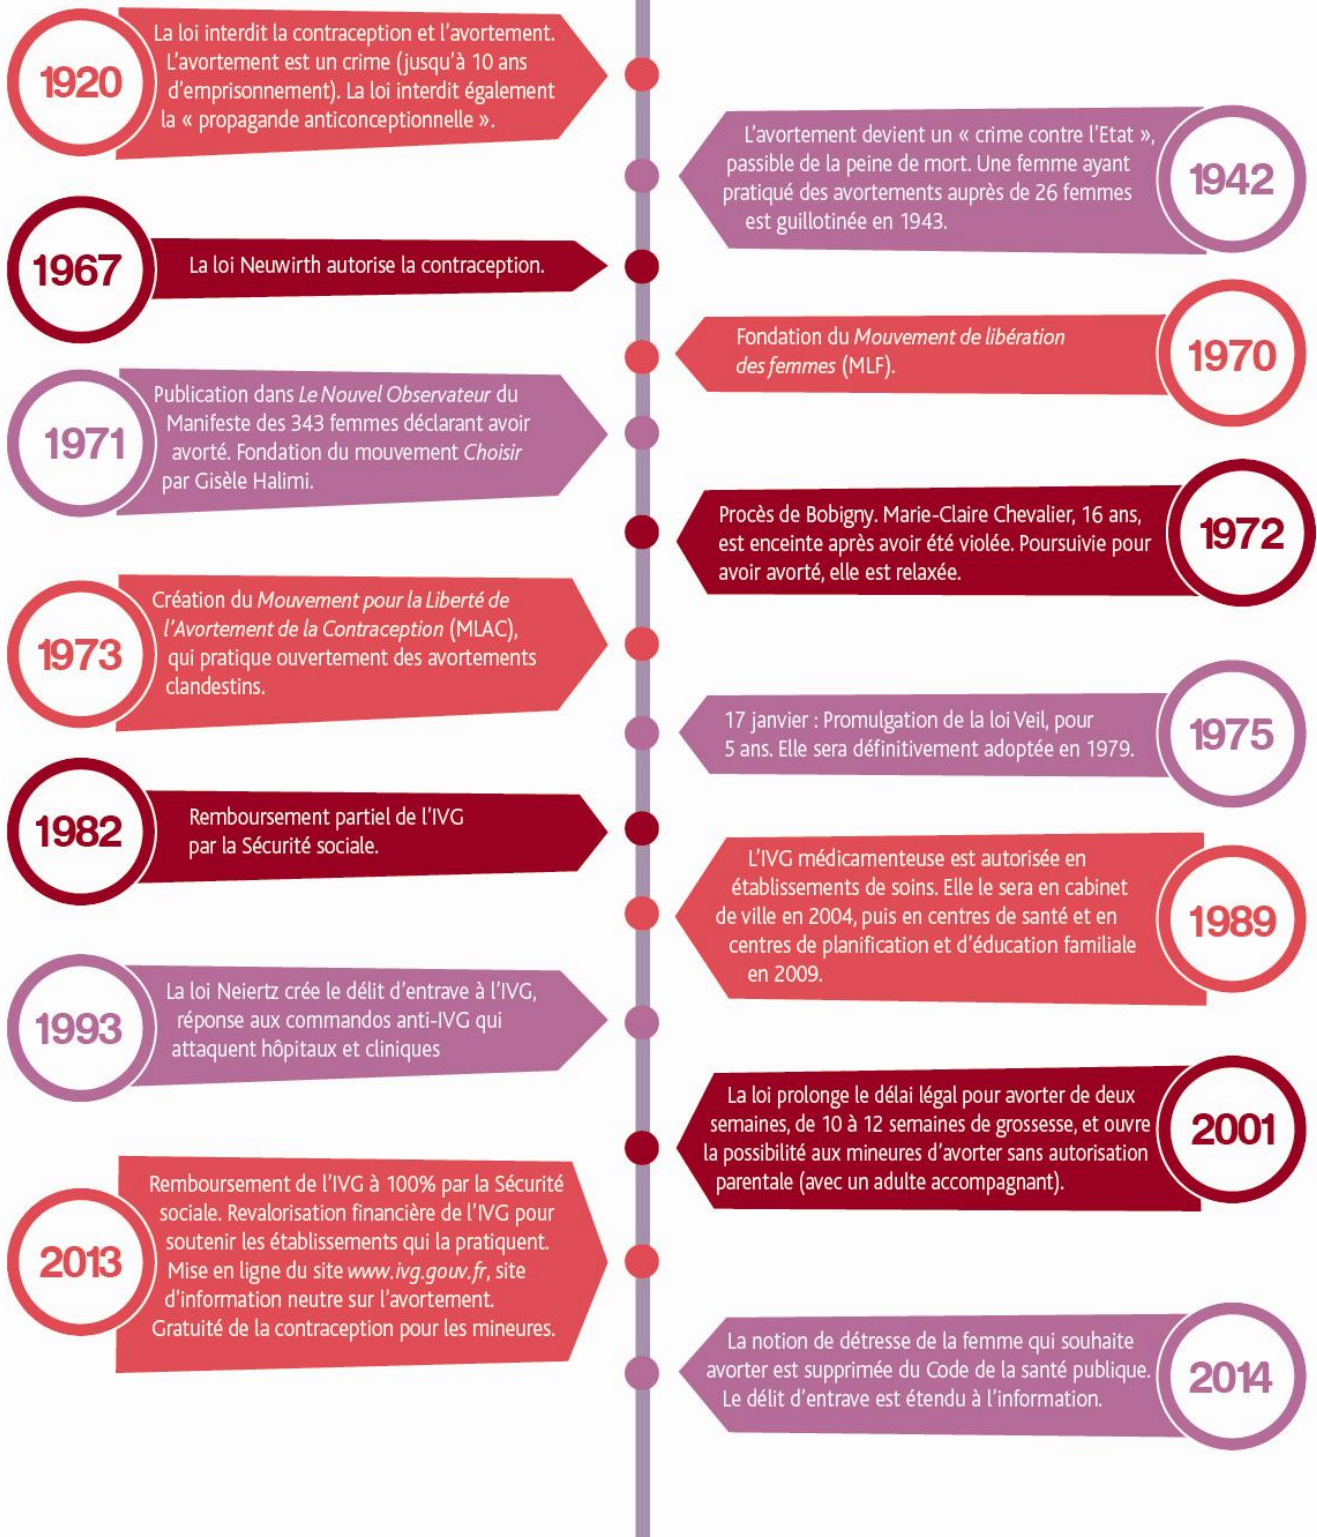 1920
La loi interdit la contraception et l'avortement.
L'avortement est un crime (jusqu'à 10 ans
d'emprisonnement). La loi interdit également
la « propagande anticonceptionnelle ».
1942
L'avortement devient un « crime contre l'Etat »,
passible de la peine de mort. Une femme ayant
pratiqué des avortements auprès de 26 femmes
est guillotinée en 1943.
1967
La loi Neuwirth autorise la contraception.
1970
Fondation du Mouvement de libération
des femmes (MLF).
1971
Publication dans Le Nouvel Observateur du
Manifeste des 343 femmes déclarant avoir
avorté. Fondation du mouvement Choisir
par Gisèle Halimi.
1972
Procès de Bobigny. Marie-Claire Chevalier, 16 ans,
est enceinte après avoir été violée. Poursuivie pour
avoir avorté, elle est relaxée.
1973
Création du Mouvement pour la Liberté de
l'Avortement de la Contraception (MLAC),
qui pratique ouvertement des avortements
clandestins.
1975
17 janvier : Promulgation de la loi Veil, pour
5 ans. Elle sera définitivement adoptée en 1979.
1982
Remboursement partiel de l'IVG
par la Sécurité sociale.
1989
L'IVG médicamenteuse est autorisée en
établissements de soins. Elle le sera en cabinet
de ville en 2004, puis en centres de santé et en
centres de planification et d'éducation familiale
en 2009.
1993
La loi Neiertz crée le délit d'entrave à l'IVG,
réponse aux commandos anti-IVG qui
attaquent hôpitaux et cliniques
2001
La loi prolonge le délai légal pour avorter de deux
semaines, de 10 à 12 semaines de grossesse, et ouvre
la possibilité aux mineures d'avorter sans autorisation
parentale (avec un adulte accompagnant).
2013
Remboursement de l'IVG à 100% par la Sécurité
sociale. Revalorisation financière de l'IVG pour
soutenir les établissements qui la pratiquent.
Mise en ligne du site www.ivg.gouv.fr, site
d'information neutre sur l'avortement.
Gratuité de la contraception pour les mineures.
2014
La notion de détresse de la femme qui souhaite
avorter est supprimée du Code de la santé publique.
Le délit d'entrave est étendu à l'information.